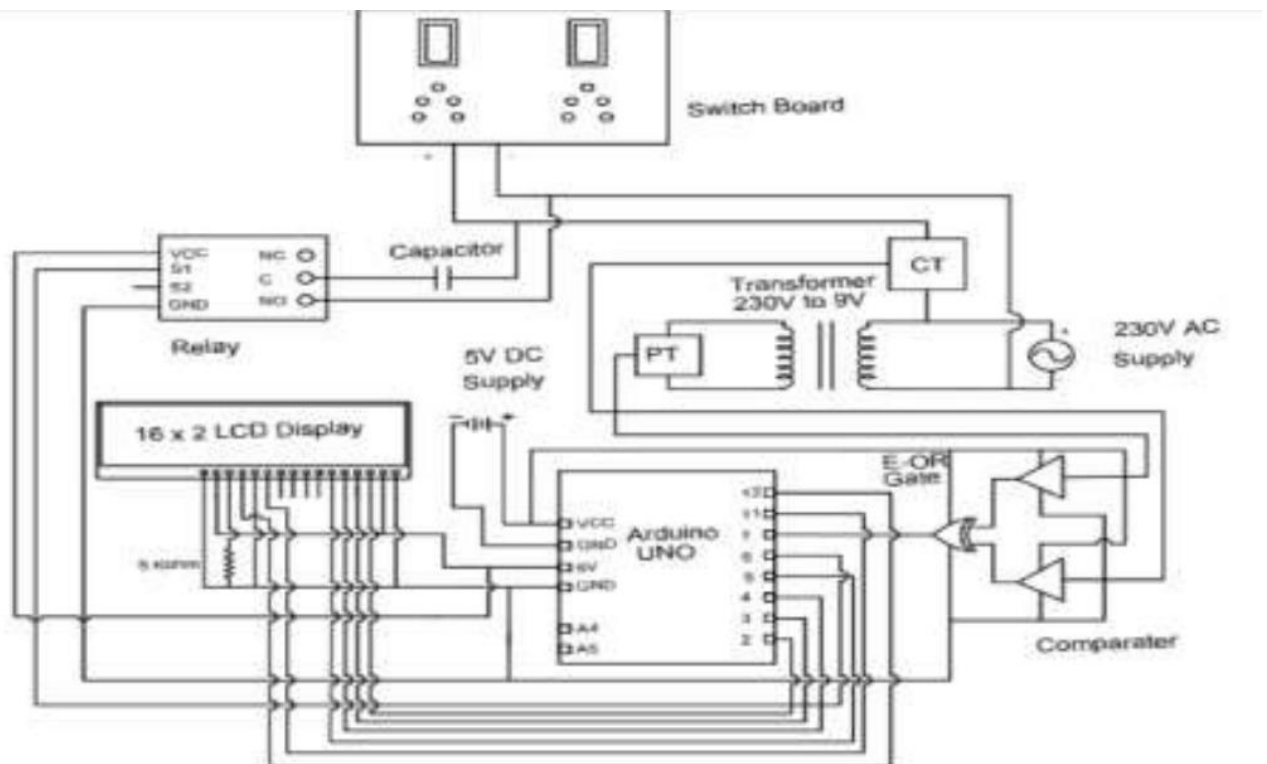 Switch Board
VCC
S1
S2
GND
NC
C
NO
Relay
Capacitor
CT
Transformer
230V to 9V
PT
230V AC
Supply
+
5V DC
Supply
- +
16 x 2 LCD Display
E-OR
Gate
5 Kohm
VCC
GND
5V
GND
A4
A5
Arduino
UNO
12
11
7
6
5
4
3
2
Comparater